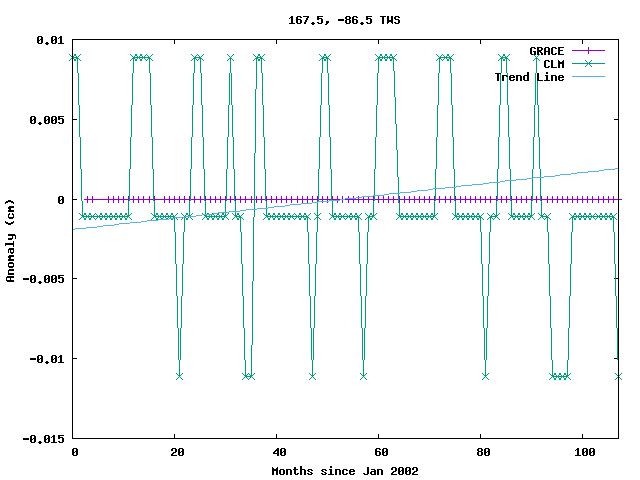 167.5, -86.5 TWS
GRACE
CLM
Trend Line
0.01
0.005
0
-0.005
-0.01
-0.015
Anomaly (cm)
0 20 40 60 80 100
Months since Jan 2002